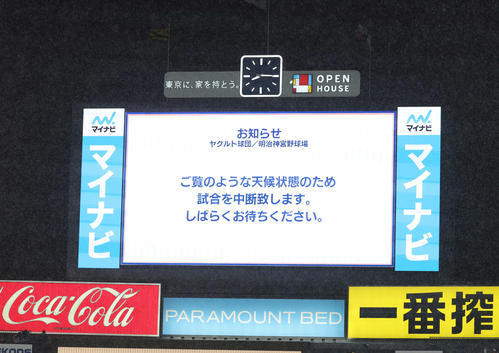 東京に、家を持とう。
OPEN
HOUSE
マイナビ
マイナビ
お知らせ
ヤクルト球団／明治神宮野球場
ご覧のような天候状態のため
試合を中断致します。
しばらくお待ちください。
マイナビ
マイナビ
Coca-Cola
PARAMOUNT BED
一番搾